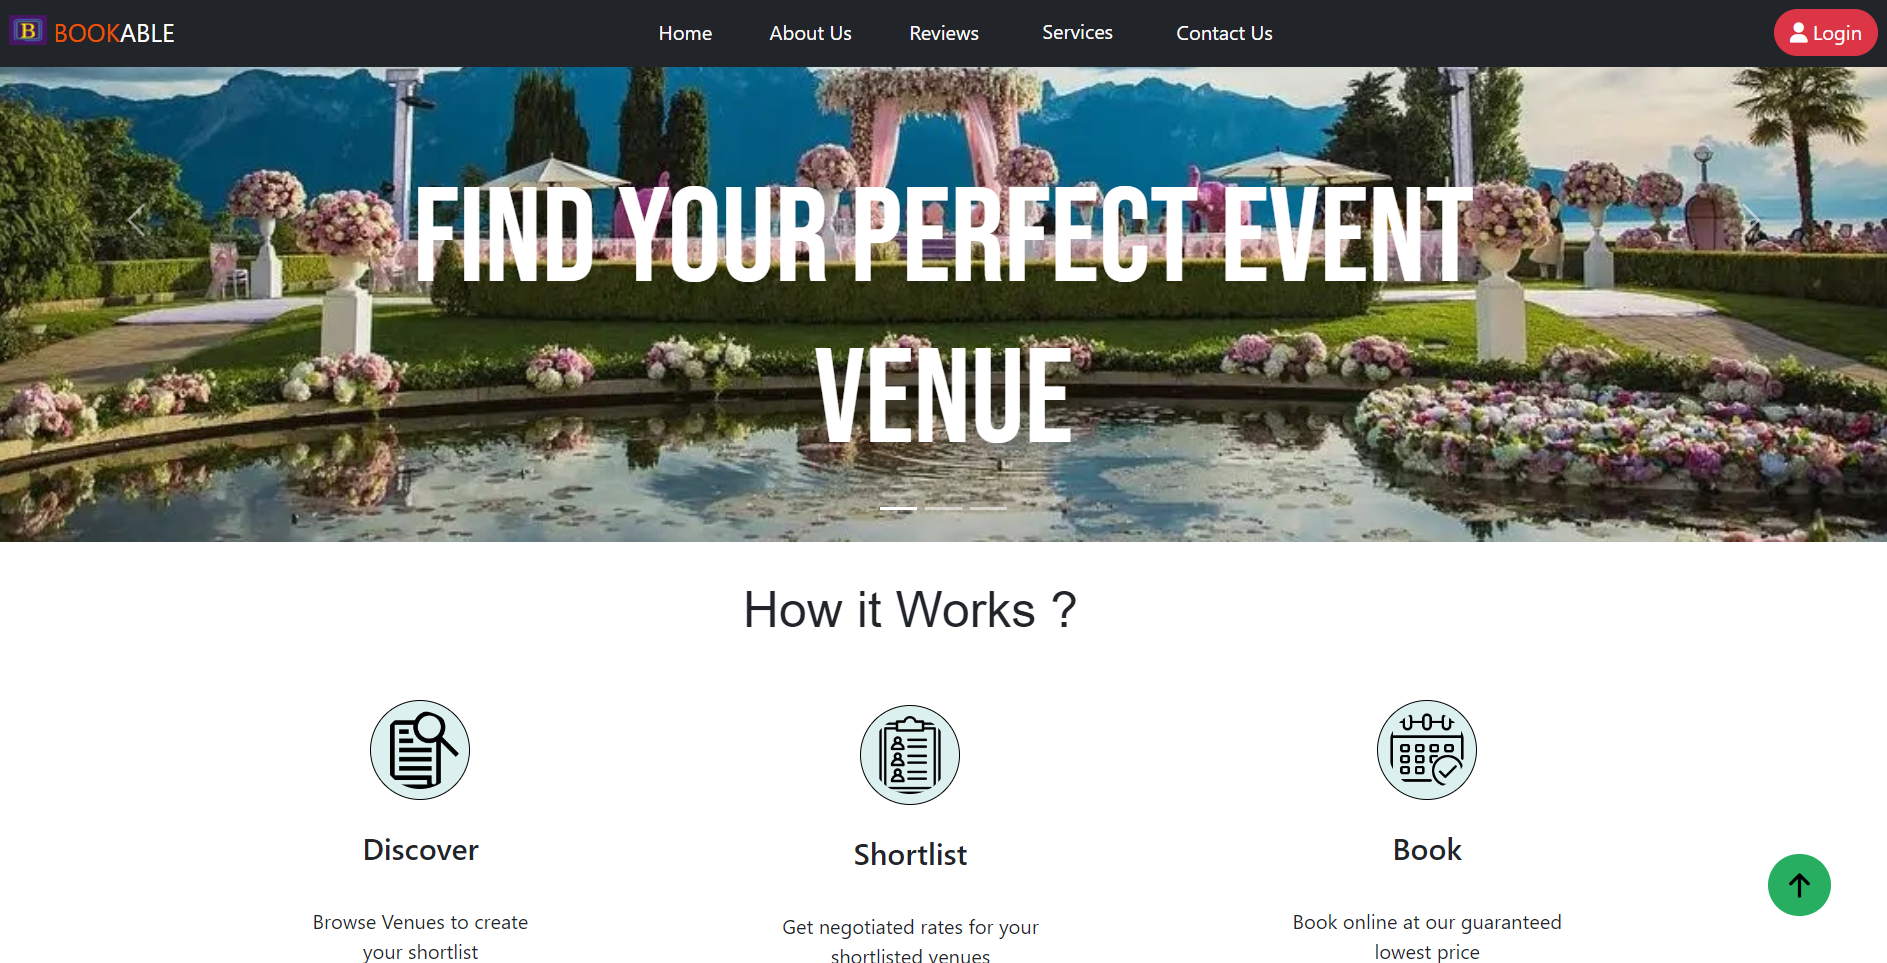 B BOOKABLE
Home About Us Reviews Services Contact Us Login
FIND YOUR PERFECT EVENT
VENUE
How it Works ?
Discover
Browse Venues to create
your shortlist
Shortlist
Get negotiated rates for your
shortlisted venues
Book
Book online at our guaranteed
lowest price